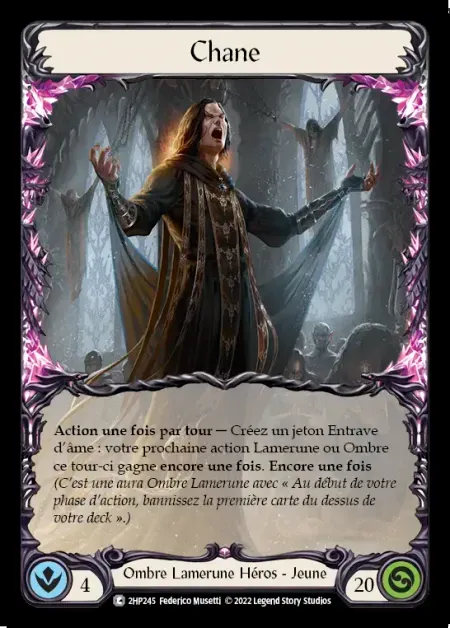 Chane
Action une fois par tour — Créez un jeton Entrave
d’âme : votre prochaine action Lamerune ou Ombre
ce tour-ci gagne encore une fois. Encore une fois
(C’est une aura Ombre Lamerune avec « Au début de votre
phase d’action, bannissez la première carte du dessus de
votre deck ».)
4
Ombre Lamerune Héros - Jeune
20
C 2HP245 Federico Musetti © 2022 Legend Story Studios